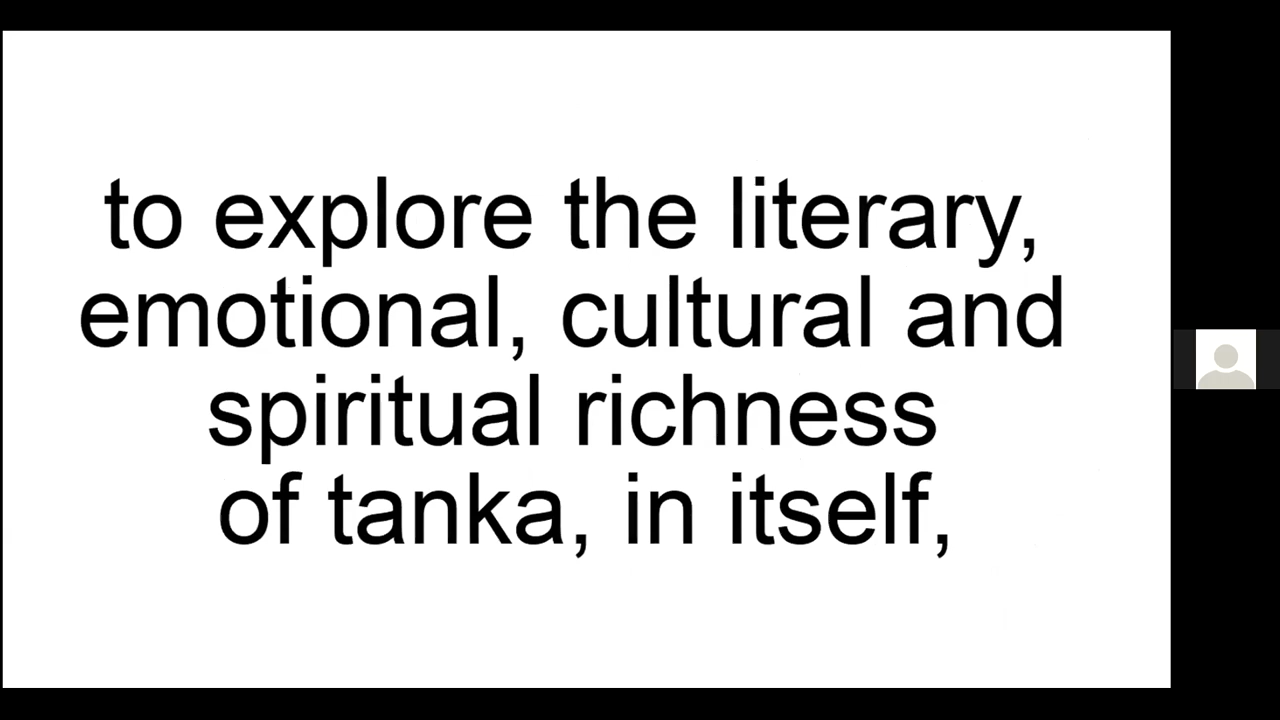 to explore the literary,
emotional, cultural and
spiritual richness
of tanka, in itself,